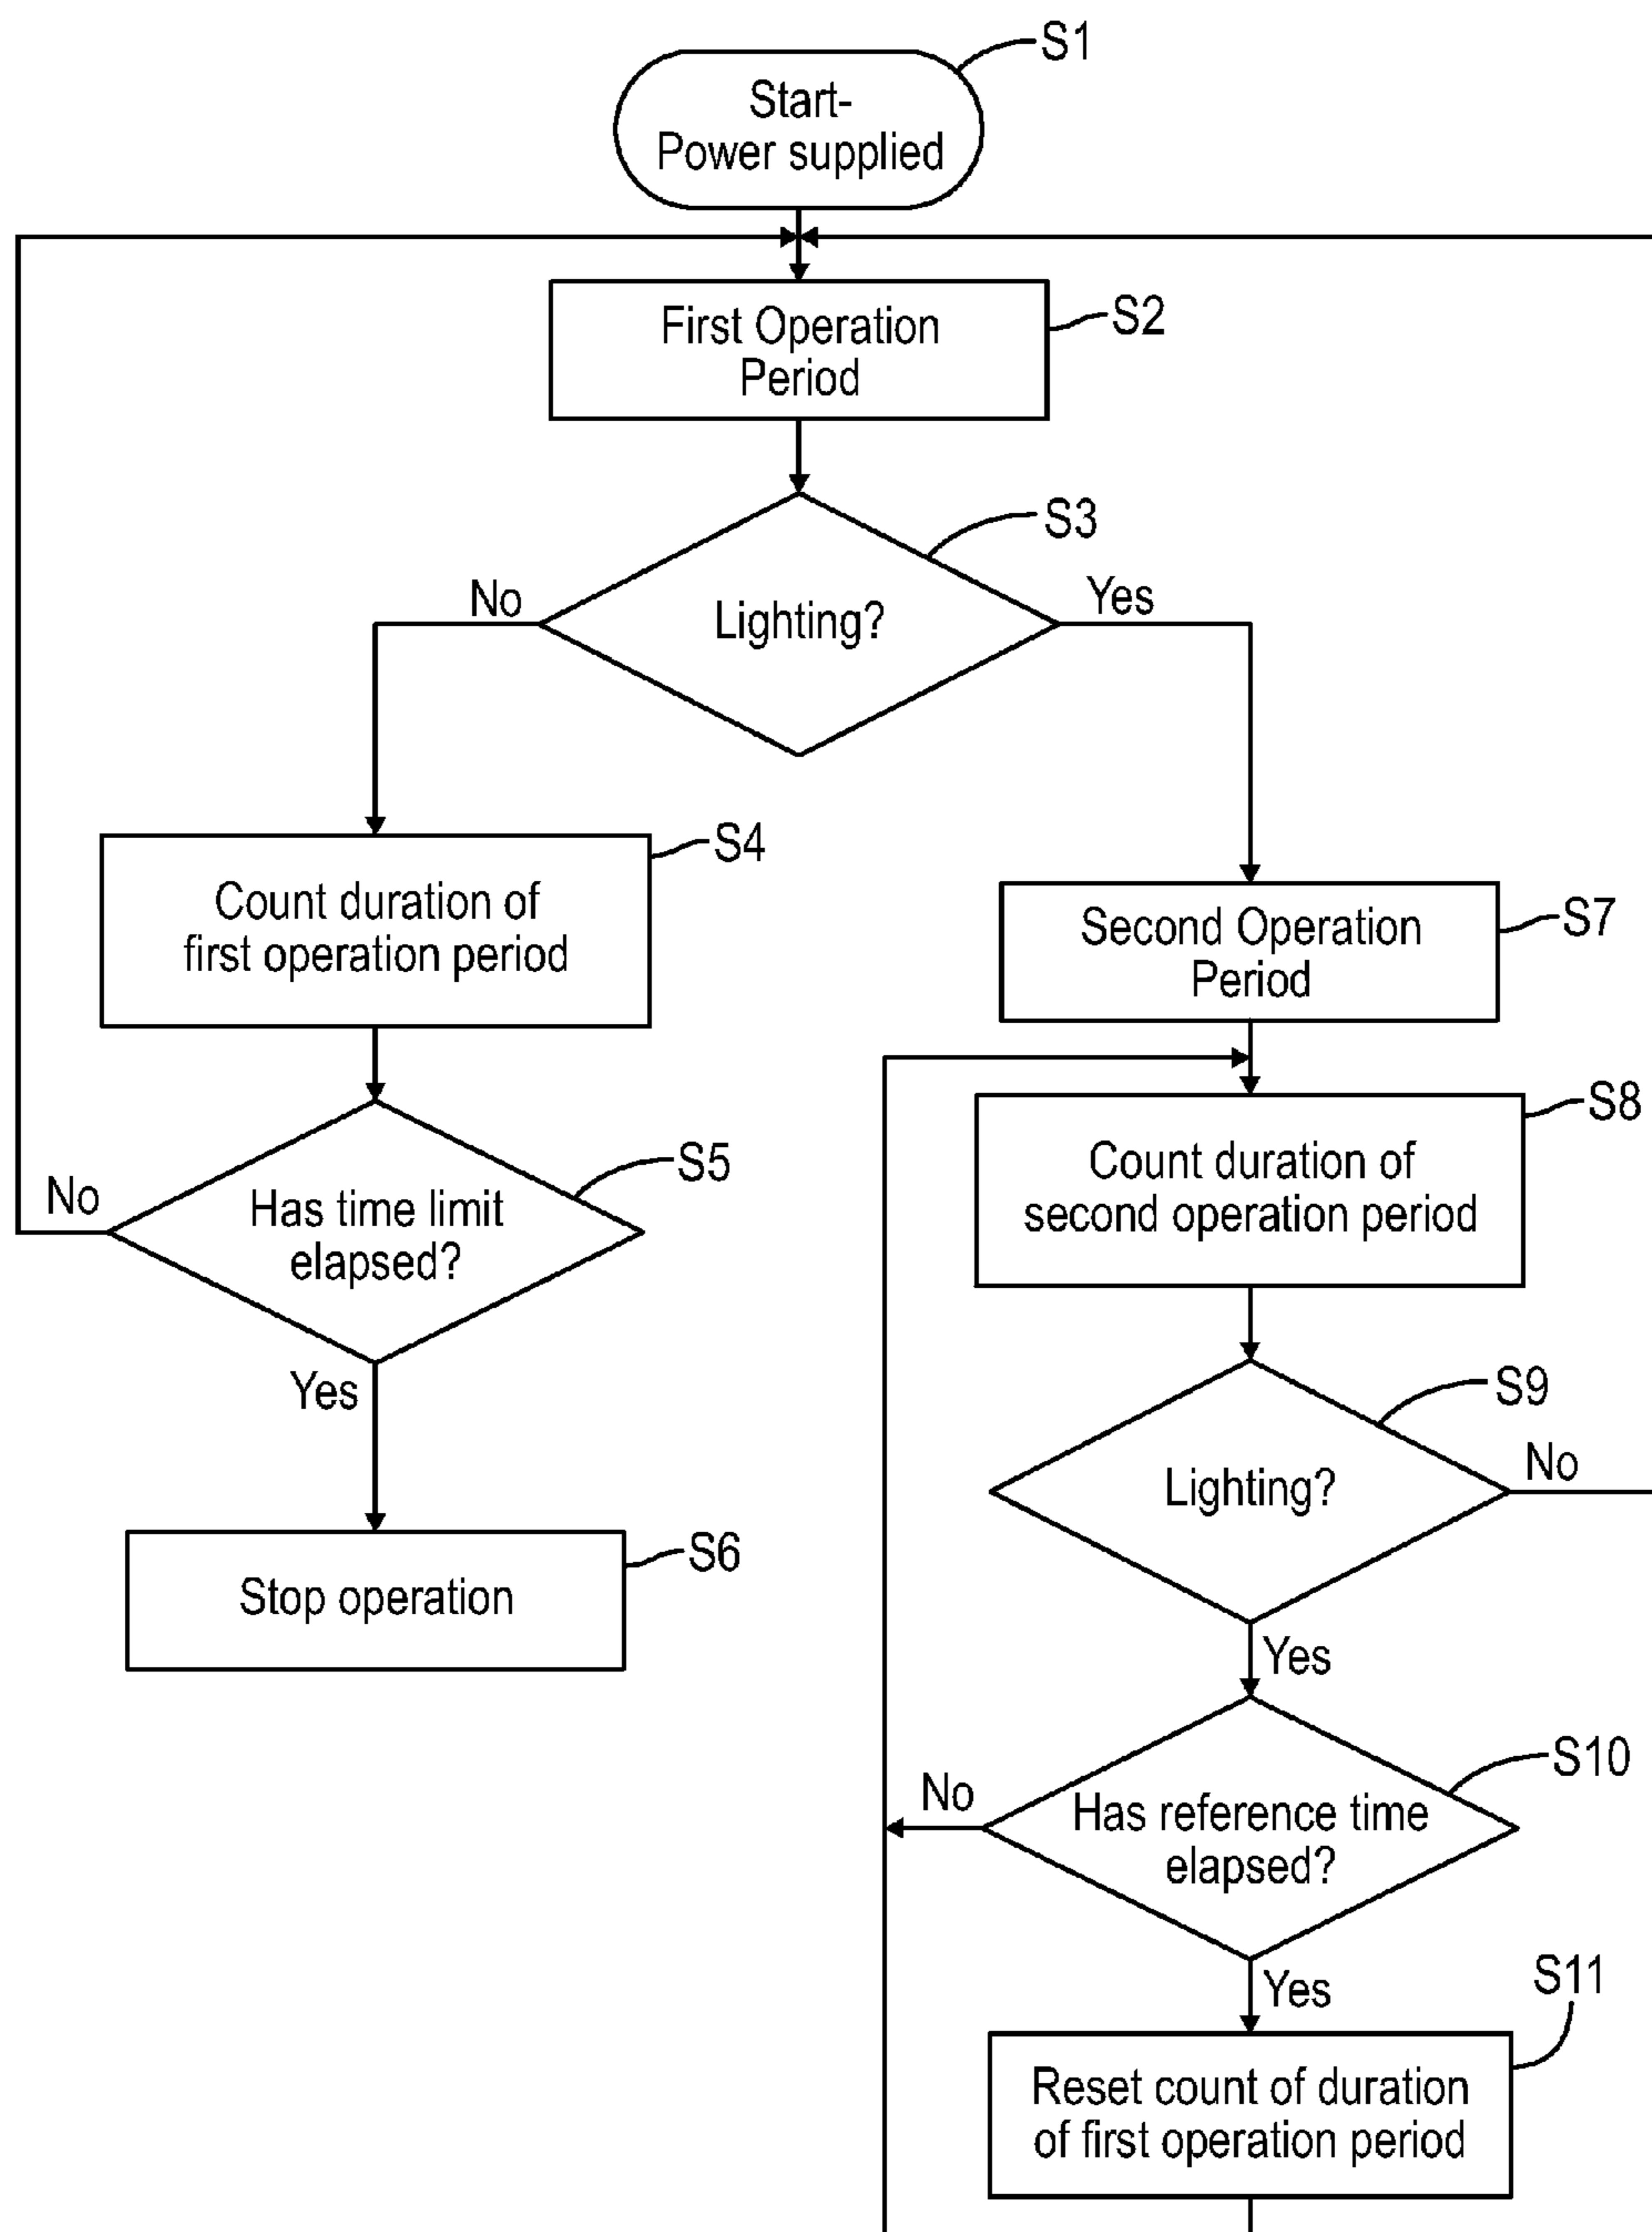 S1
Start-
Power supplied
First Operation
Period
S2
S3
No
Lighting?
Yes
S4
Count duration of
first operation period
Second Operation
Period
S7
S8
Count duration of
second operation period
S5
No
Has time limit
elapsed?
Yes
S9
Lighting?
No
S6
Stop operation
Yes
S10
No
Has reference time
elapsed?
Yes
S11
Reset count of duration
of first operation period